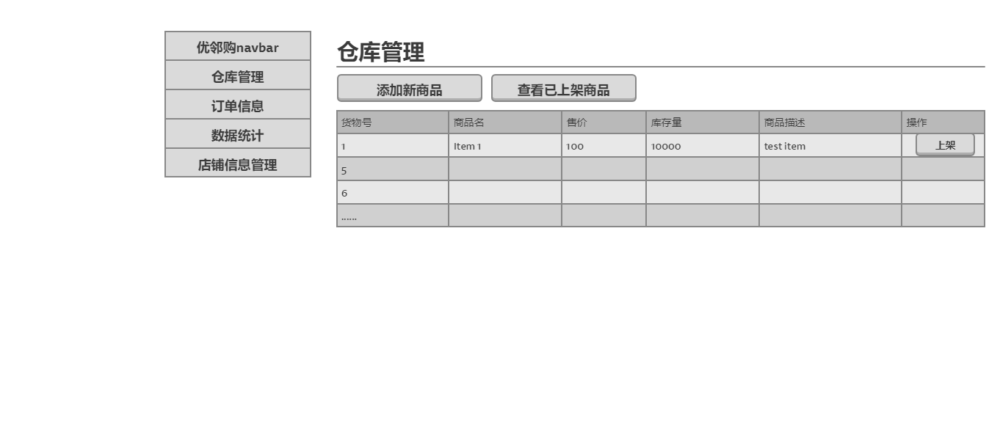 优邻购navbar
仓库管理
订单信息
数据统计
店铺信息管理
仓库管理
添加新商品 查看已上架商品
货物号 商品名 售价 库存量 商品描述 操作
1 Item 1 100 10000 test item 上架
5
6
......